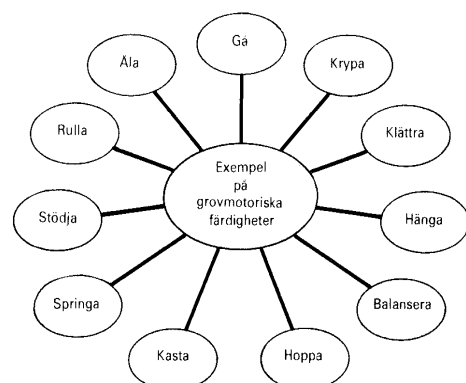 Gå
Krypa
Klättra
Hänga
Balansera
Hoppa
Kasta
Springa
Stödja
Rulla
Åla
Exempel
på
grovmotoriska
färdigheter